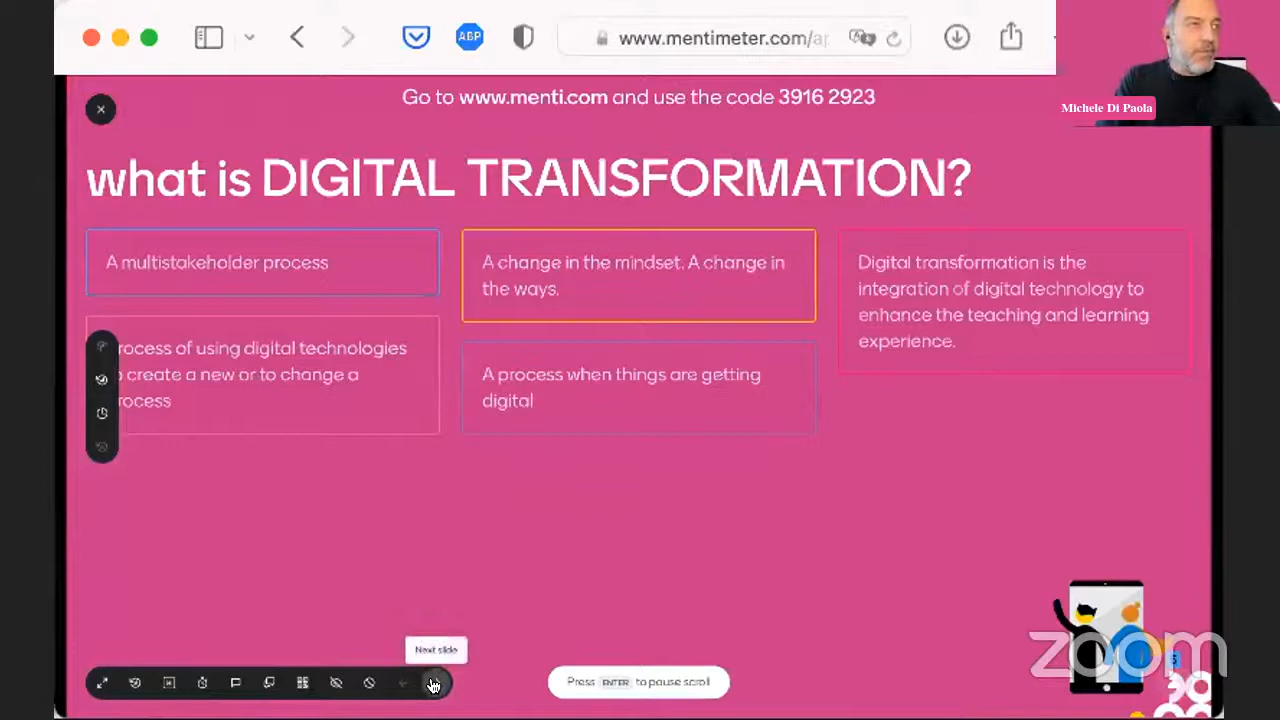 ABP
www.mentimeter.com/ap
Michele Di Paola
Go to www.menti.com and use the code 3916 2923
what is DIGITAL TRANSFORMATION?
A multistakeholder process
rocess of using digital technologies
o create a new or to change a
rocess
A change in the mindset. A change in
the ways.
A process when things are getting
digital
Digital transformation is the
integration of digital technology to
enhance the teaching and learning
experience.
Next slide
Press ENTER to pause scroll
zoom